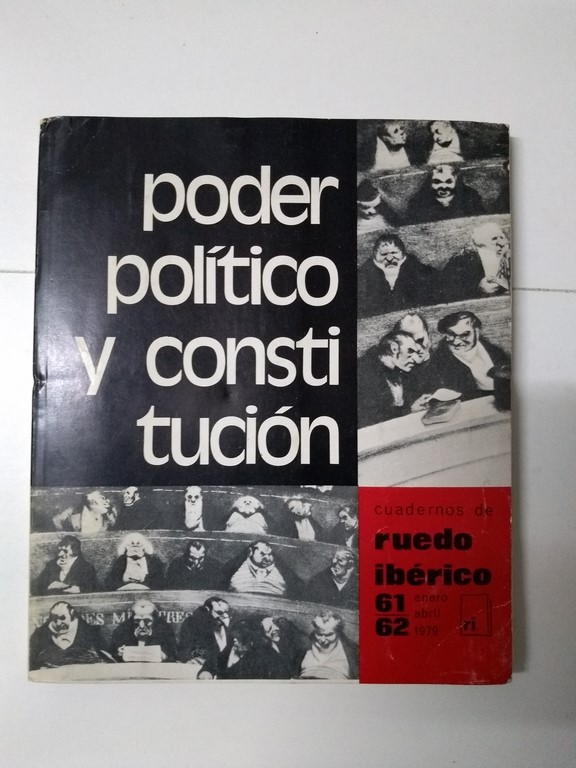 poder
político
y consti
tución
cuadernos de
ruedo
ibérico
61 enero
abril
62 1979
ri